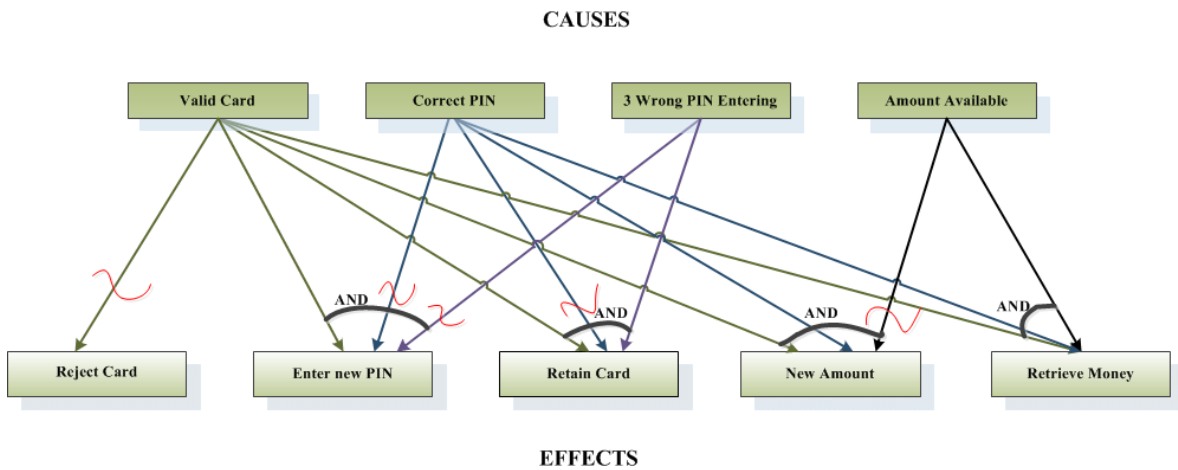 CAUSES
Valid Card
Correct PIN
3 Wrong PIN Entering
Amount Available
AND
AND
AND
AND
Reject Card
Enter new PIN
Retain Card
New Amount
Retrieve Money
EFFECTS